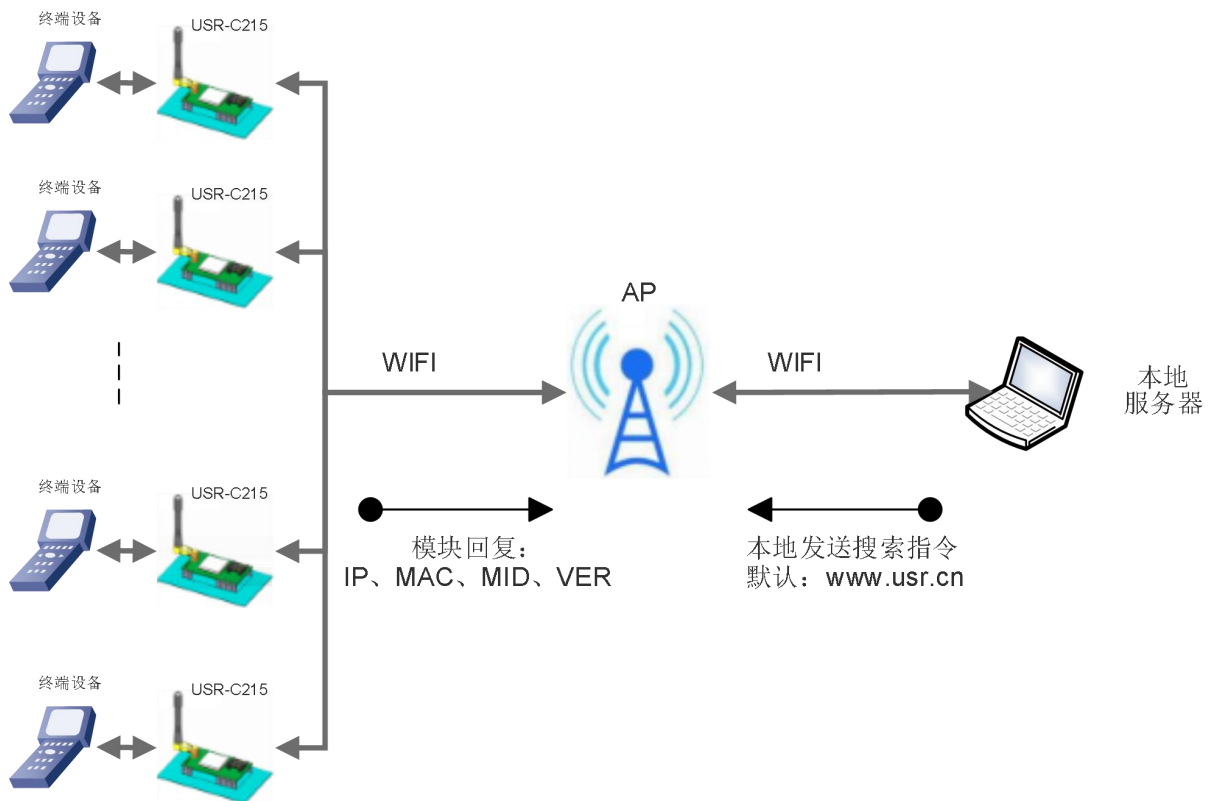 终端设备
USR-C215
终端设备
USR-C215
AP
WIFI
WIFI
本地
服务器
终端设备
USR-C215
模块回复：
IP、MAC、MID、VER
本地发送搜索指令
默认：www.usr.cn
终端设备
USR-C215